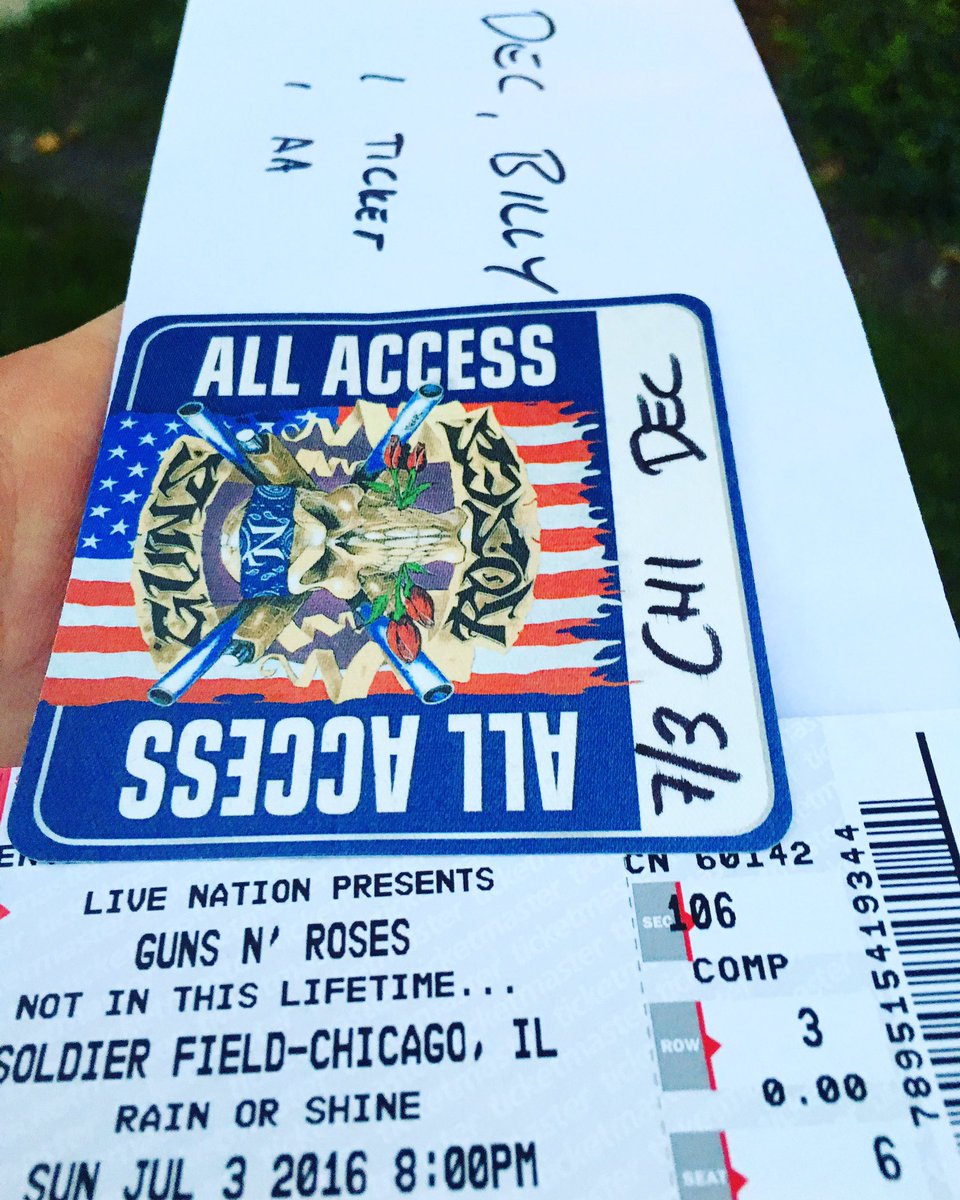 DEC, BILLY
1 TICKET
1 AA
ALL ACCESS
GUNS
N
ROSES
ALL ACCESS
7/3 CHI DEC
CN 60142
LIVE NATION PRESENTS
GUNS N' ROSES
NOT IN THIS LIFETIME...
SOLDIER FIELD-CHICAGO, IL
RAIN OR SHINE
SUN JUL 3 2016 8:00PM
SEC 106
COMP
ROW 3
0.00
SEAT 6
789515419344